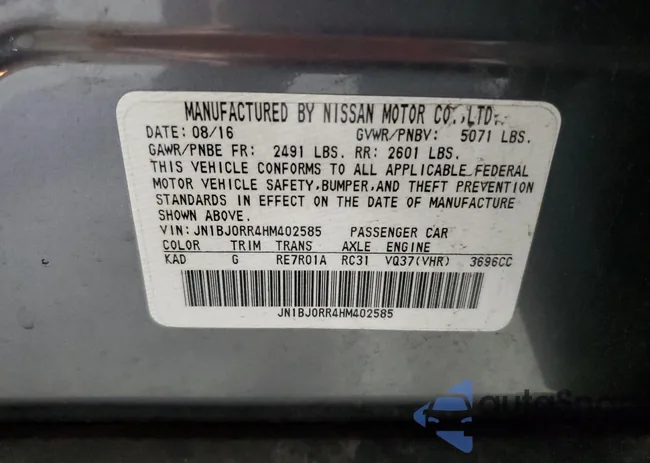 MANUFACTURED BY NISSAN MOTOR CO.,LTD.
DATE: 08/16 GVWR/PNBV: 5071 LBS.
GAWR/PNBE FR: 2491 LBS. RR: 2601 LBS.
THIS VEHICLE CONFORMS TO ALL APPLICABLE FEDERAL
MOTOR VEHICLE SAFETY, BUMPER, AND THEFT PREVENTION
STANDARDS IN EFFECT ON THE DATE OF MANUFACTURE
SHOWN ABOVE.
VIN: JN1BJ0RR4HM402585 PASSENGER CAR
COLOR TRIM TRANS AXLE ENGINE
KAD G RE7R01A RC31 VQ37(VHR) 3696CC
JN1BJ0RR4HM402585